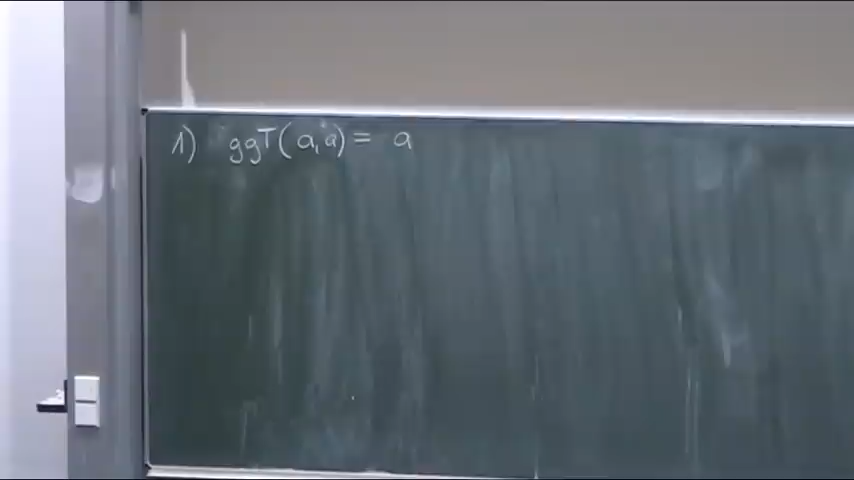 1) ggT(a,a) = a